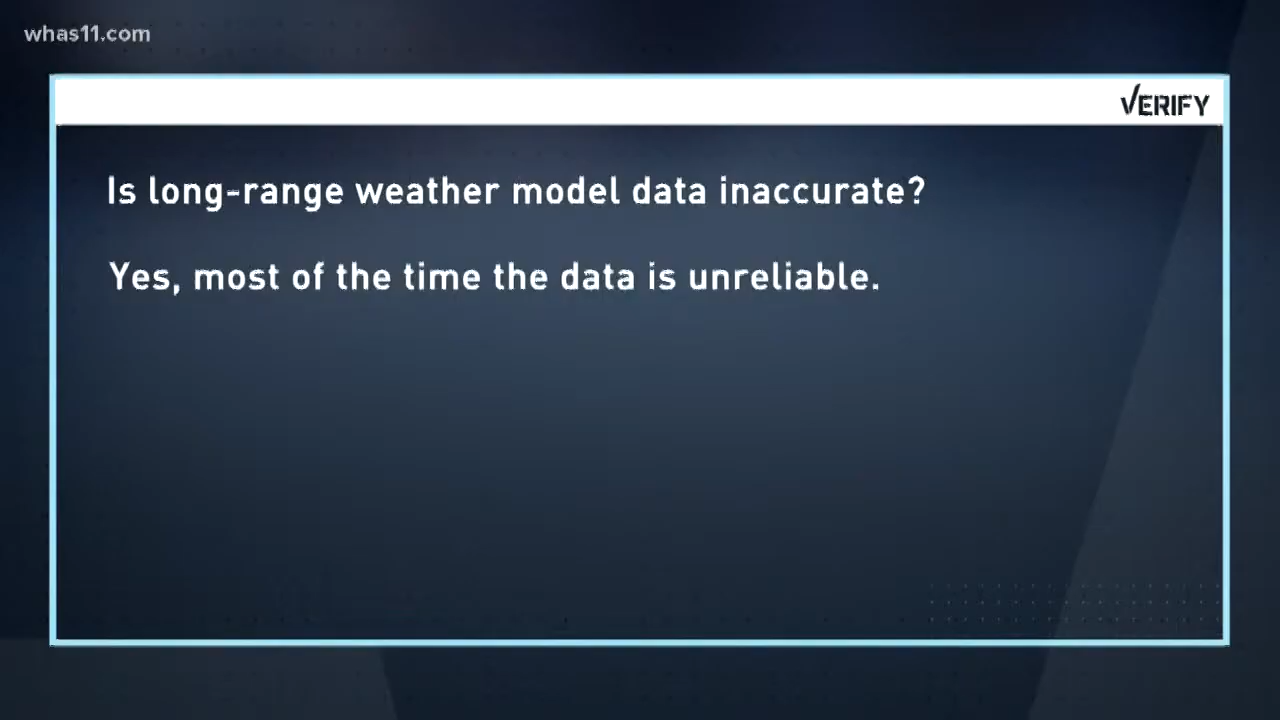 whas11.com
VERIFY
Is long-range weather model data inaccurate?
Yes, most of the time the data is unreliable.